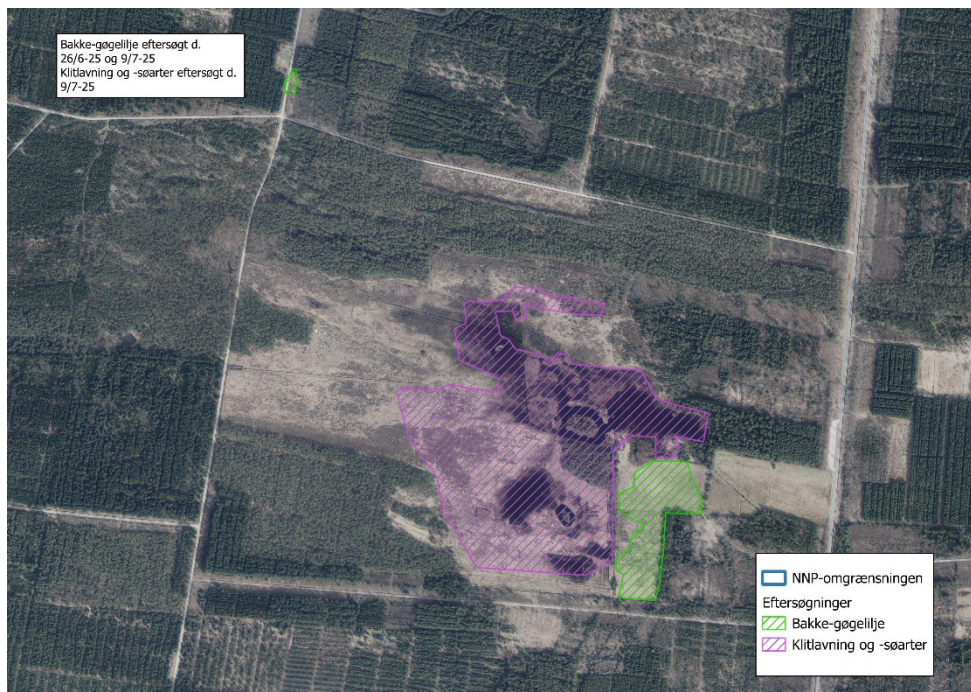 Bakke-gøgelilje eftersøgt d.
26/6-25 og 9/7-25
Klitlavning og -søarter eftersøgt d.
9/7-25
NNP-omgrænsningen
Eftersøgninger
Bakke-gøgelilje
Klitlavning og -søarter